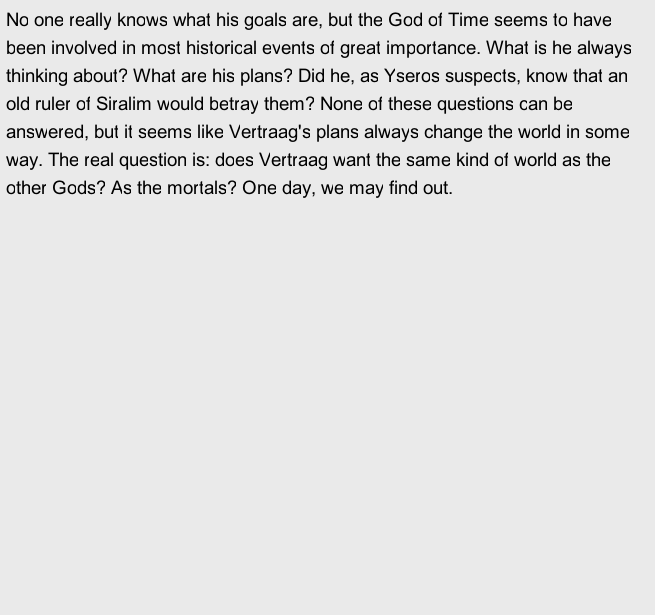 No one really knows what his goals are, but the God of Time seems to have
been involved in most historical events of great importance. What is he always
thinking about? What are his plans? Did he, as Yseros suspects, know that an
old ruler of Siralim would betray them? None of these questions can be
answered, but it seems like Vertraag's plans always change the world in some
way. The real question is: does Vertraag want the same kind of world as the
other Gods? As the mortals? One day, we may find out.